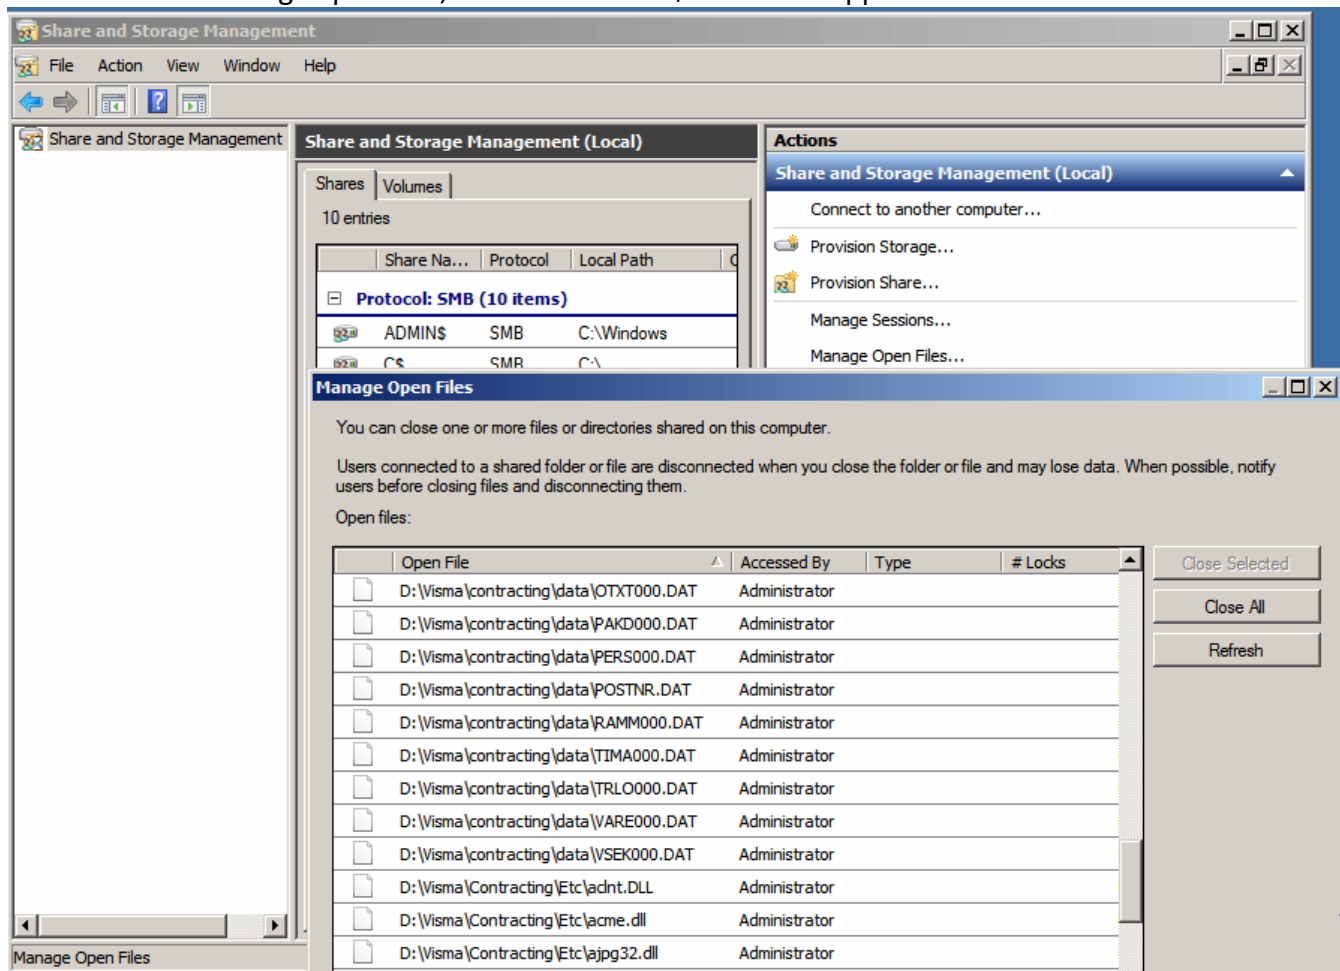 Share and Storage Management
File Action View Window Help
Share and Storage Management
Share and Storage Management (Local)
Shares Volumes
10 entries
Share Na... Protocol Local Path
Protocol: SMB (10 items)
ADMIN$ SMB C:\Windows
C$ SMB C:\
Actions
Share and Storage Management (Local)
Connect to another computer...
Provision Storage...
Provision Share...
Manage Sessions...
Manage Open Files...
Manage Open Files
You can close one or more files or directories shared on this computer.
Users connected to a shared folder or file are disconnected when you close the folder or file and may lose data. When possible, notify
users before closing files and disconnecting them.
Open files:
Open File Accessed By Type # Locks
D:\Visma\contracting\data\OTXT000.DAT Administrator
D:\Visma\contracting\data\PAKD000.DAT Administrator
D:\Visma\contracting\data\PERS000.DAT Administrator
D:\Visma\contracting\data\POSTNR.DAT Administrator
D:\Visma\contracting\data\RAMM000.DAT Administrator
D:\Visma\contracting\data\TIMA000.DAT Administrator
D:\Visma\contracting\data\TRLO000.DAT Administrator
D:\Visma\contracting\data\VARE000.DAT Administrator
D:\Visma\contracting\data\VSEK000.DAT Administrator
D:\Visma\Contracting\Etc\adnt.DLL Administrator
D:\Visma\Contracting\Etc\acme.dll Administrator
D:\Visma\Contracting\Etc\ajpg32.dll Administrator
Close Selected
Close All
Refresh
Manage Open Files